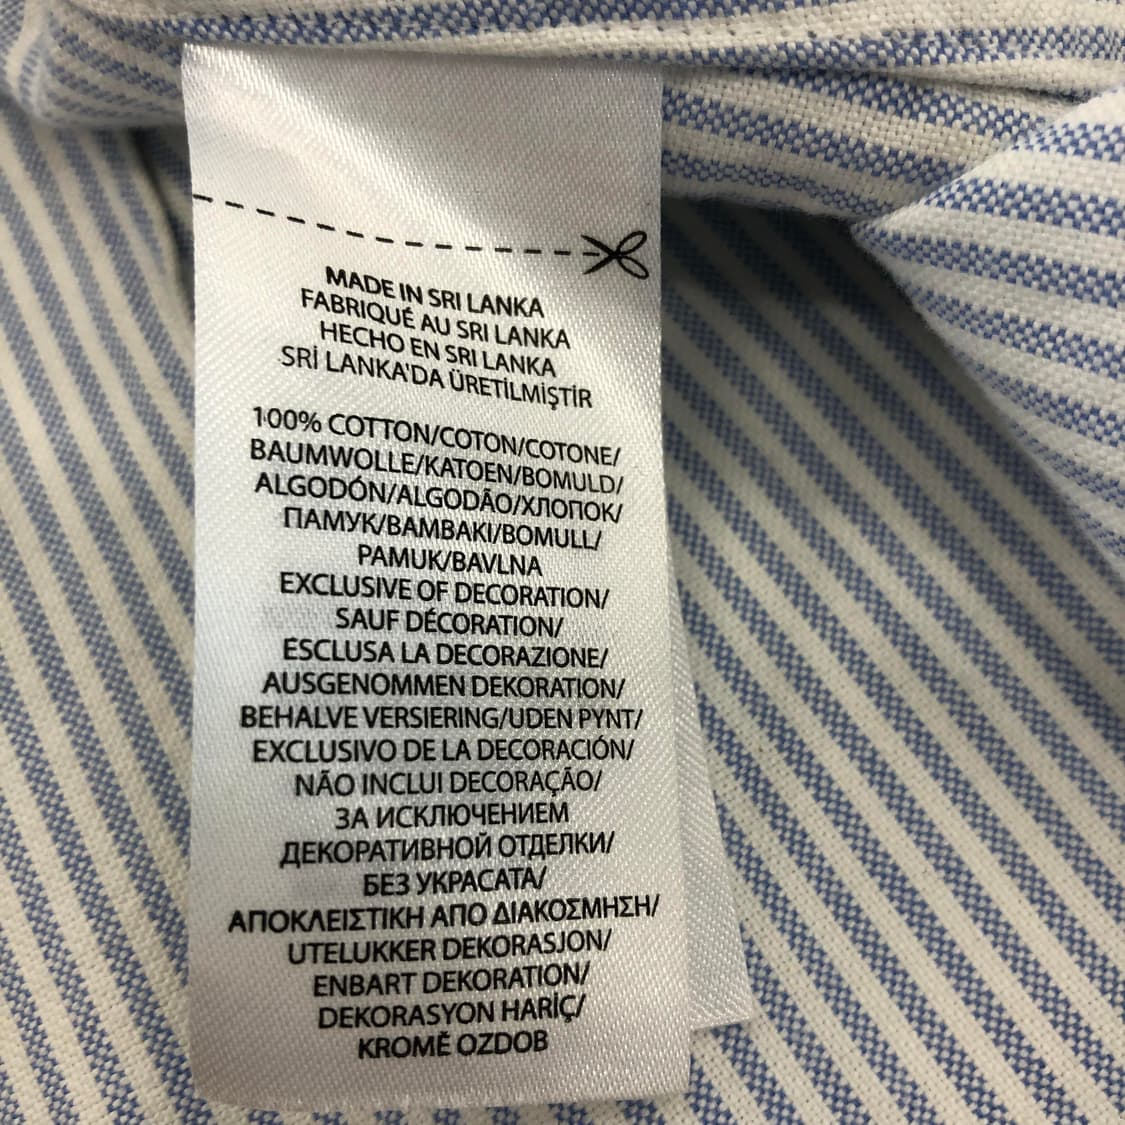 MADE IN SRI LANKA
FABRIQUÉ AU SRI LANKA
HECHO EN SRI LANKA
SRİ LANKA'DA ÜRETİLMİŞTİR
100% COTTON/COTON/COTONE/
BAUMWOLLE/KATOEN/BOMULD/
ALGODÓN/ALGODÃO/ХЛОПОК/
ПАМУК/ΒΑΜΒΑΚΙ/BOMULL/
PAMUK/BAVLNA
EXCLUSIVE OF DECORATION/
SAUF DÉCORATION/
ESCLUSA LA DECORAZIONE/
AUSGENOMMEN DEKORATION/
BEHALVE VERSIERING/UDEN PYNT/
EXCLUSIVO DE LA DECORACIÓN/
NÃO INCLUI DECORAÇÃO/
ЗА ИСКЛЮЧЕНИЕМ
ДЕКОРАТИВНОЙ ОТДЕЛКИ/
БЕЗ УКРАСАТА/
ΑΠΟΚΛΕΙΣΤΙΚΗ ΑΠΟ ΔΙΑΚΟΣΜΗΣΗ/
UTELUKKER DEKORASJON/
ENBART DEKORATION/
DEKORASYON HARİÇ/
KROMĚ OZDOB